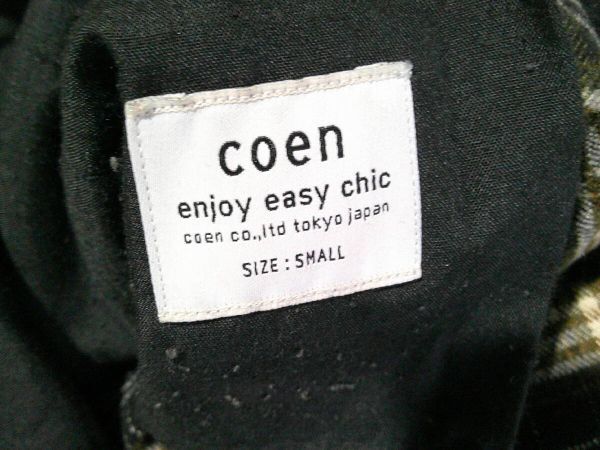 coen
enjoy easy chic
coen co.,ltd tokyo japan
SIZE : SMALL